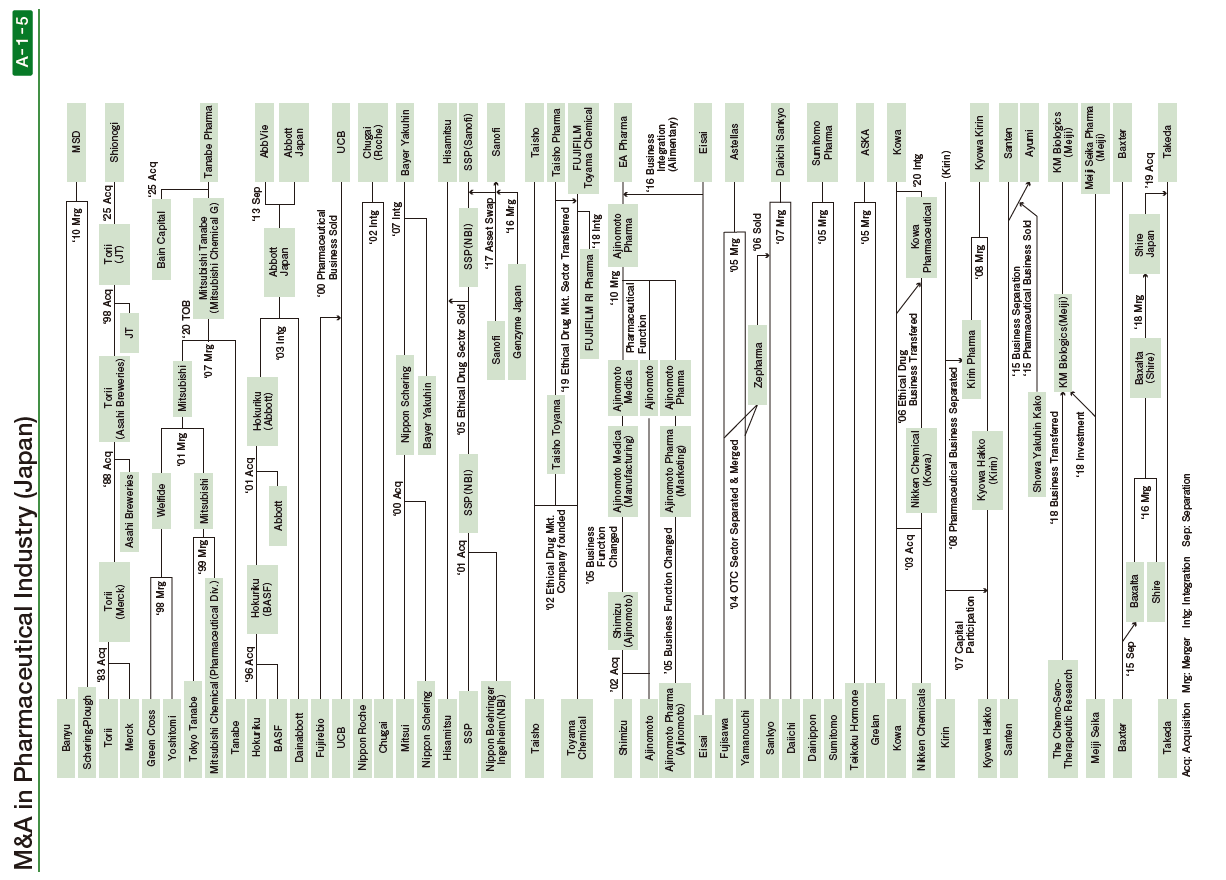 M&A in Pharmaceutical Industry (Japan)
A-1-5
Banyu
Schering-Plough
'10 Mrg
MSD
Torii
Merck
'83 Acq
Torii
(Merck)
Asahi Breweries
'88 Acq
Torii
(Asahi Breweries)
JT
'98 Acq
Torii
(JT)
'25 Acq
Shionogi
Green Cross
Yoshitomi
'98 Mrg
Welfide
Tokyo Tanabe
Mitsubishi Chemical (Pharmaceutical Div.)
'99 Mrg
Mitsubishi
'01 Mrg
Mitsubishi
Tanabe
'07 Mrg
'20 TOB
Mitsubishi Tanabe
(Mitsubishi Chemical G)
Bain Capital
'25 Acq
Tanabe Pharma
Hokuriku
BASF
'96 Acq
Hokuriku
(BASF)
Abbott
'01 Acq
Hokuriku
(Abbott)
Dainabbott
'03 Intg
Abbott
Japan
'13 Sep
AbbVie
Abbott
Japan
Fujirebio
UCB
'00 Pharmaceutical
Business Sold
UCB
Nippon Roche
Chugai
'02 Intg
Chugai
(Roche)
Mitsui
Nippon Schering
'00 Acq
Nippon Schering
Bayer Yakuhin
'07 Intg
Bayer Yakuhin
Hisamitsu
Hisamitsu
SSP
Nippon Boehringer
Ingelheim (NBI)
'01 Acq
SSP (NBI)
'05 Ethical Drug Sector Sold
SSP(NBI)
SSP(Sanofi)
Sanofi
'17 Asset Swap
Genzyme Japan
'16 Mrg
Sanofi
Taisho
Toyama
Chemical
'02 Ethical Drug Mkt.
Company founded
Taisho Toyama
'19 Ethical Drug Mkt. Sector Transferred
FUJIFILM RI Pharma
'18 Intg
Taisho
Taisho Pharma
FUJIFILM
Toyama Chemical
Shimizu
Ajinomoto
Ajinomoto Pharma
(Ajinomoto)
'02 Acq
Shimizu
(Ajinomoto)
'05 Business
Function
Changed
'05 Business Function Changed
Ajinomoto Medica
(Manufacturing)
Ajinomoto Pharma
(Marketing)
Ajinomoto
Medica
Ajinomoto
Ajinomoto
Pharma
'10 Mrg
Pharmaceutical
Function
Ajinomoto
Pharma
'16 Business
Integration
(Alimentary)
EA Pharma
Eisai
Eisai
Fujisawa
Yamanouchi
'04 OTC Sector Separated & Merged
Zepharma
'05 Mrg
'06 Sold
Astellas
Sankyo
Daiichi
'07 Mrg
Daiichi Sankyo
Dainippon
Sumitomo
'05 Mrg
Sumitomo
Pharma
Teikoku Hormone
Grelan
'05 Mrg
ASKA
Kowa
Nikken Chemicals
'03 Acq
Nikken Chemical
(Kowa)
'06 Ethical Drug
Business Transfered
Kowa
Pharmaceutical
'20 Intg
Kowa
Kirin
'07 Capital
Participation
'08 Pharmaceutical Business Separated
(Kirin)
Kyowa Hakko
Kyowa Hakko
(Kirin)
Kirin Pharma
'08 Mrg
Kyowa Kirin
Santen
'15 Business Separation
'15 Pharmaceutical Business Sold
Showa Yakuhin Kako
Santen
Ayumi
The Chemo-Sero-
Therapeutic Research
'18 Business Transferred
KM Biologics(Meiji)
KM Biologics
(Meiji)
Meiji Seika
'18 Investment
Meiji Seika Pharma
(Meiji)
Baxter
'15 Sep
Baxalta
Shire
'16 Mrg
Baxalta
(Shire)
'18 Mrg
Shire
Japan
Baxter
Takeda
'19 Acq
Takeda
Acq: Acquisition Mrg: Merger Intg: Integration Sep: Separation